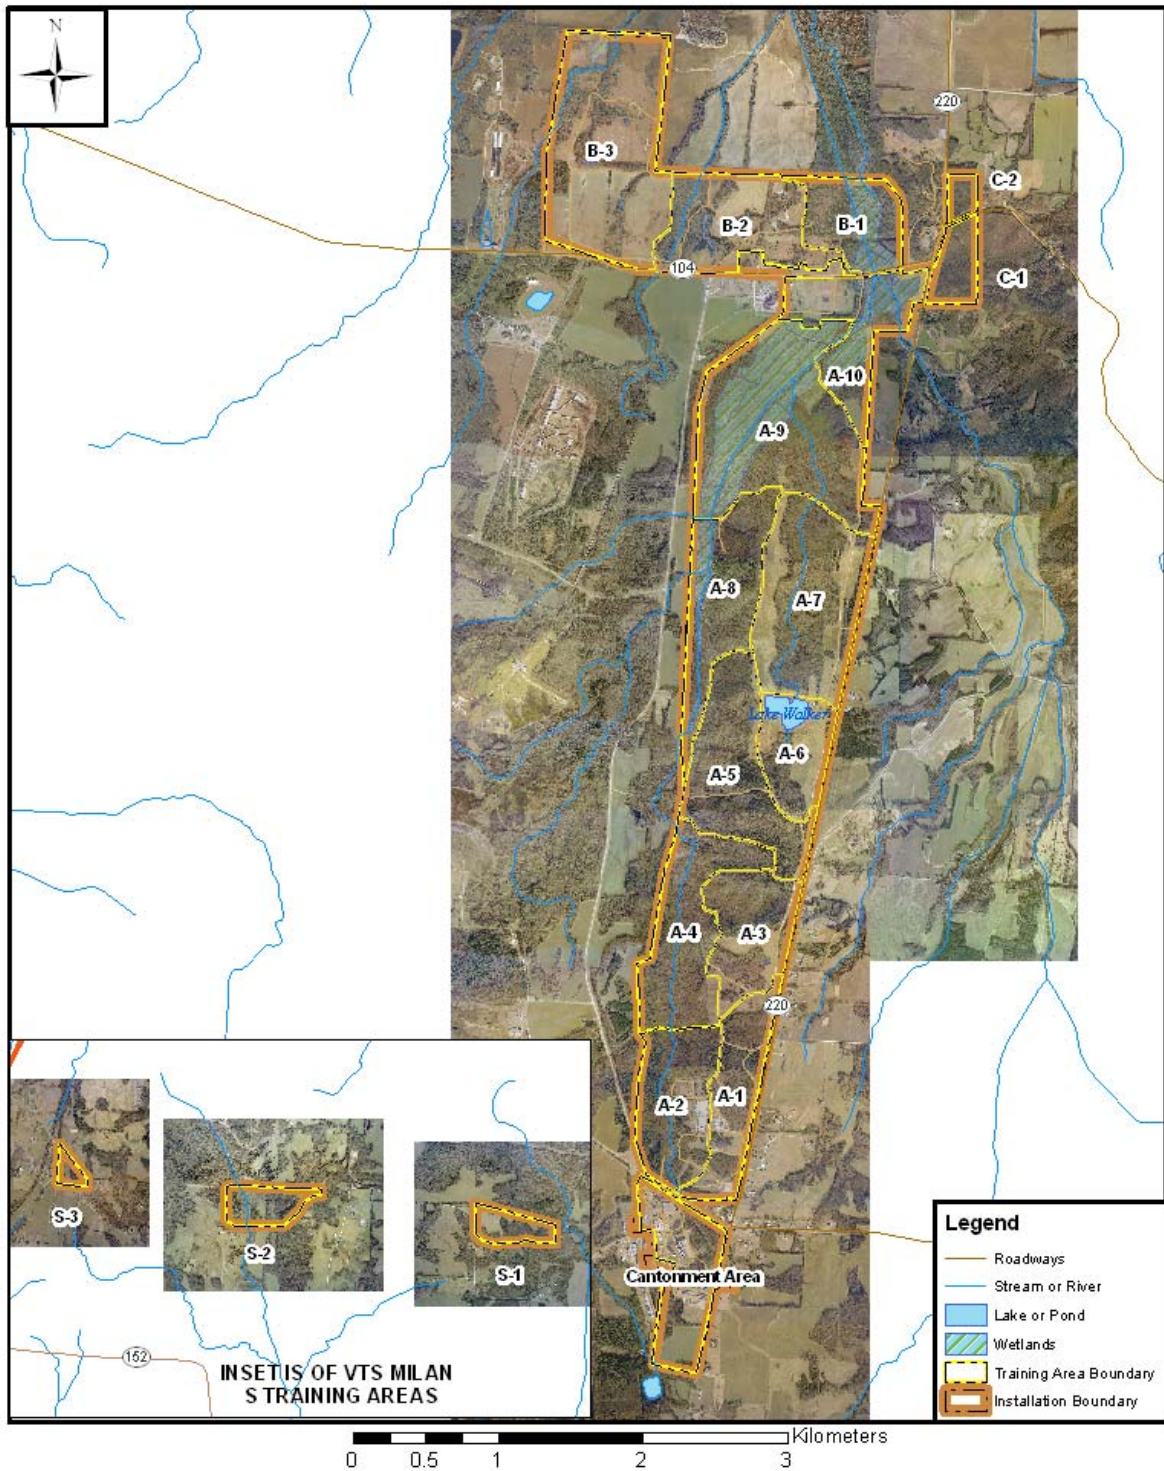 N
220
B-3
C-2
B-2
B-1
104
C-1
A-10
A-9
A-8
A-7
Lake Walker
A-6
A-5
A-4
A-3
220
A-1
A-2
S-3
S-2
S-1
Cantonment Area
152
INSET IS OF VTS MILAN
S TRAINING AREAS
Legend
Roadways
Stream or River
Lake or Pond
Wetlands
Training Area Boundary
Installation Boundary
Kilometers
0 0.5 1 2 3